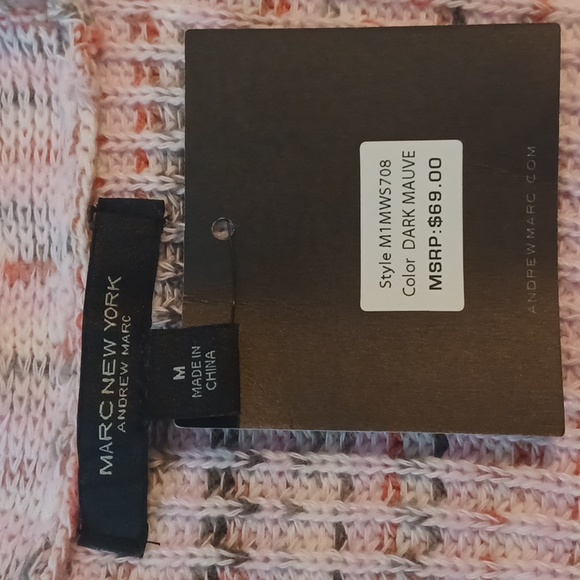 MARC NEW YORK
ANDREW MARC
M
MADE IN
CHINA
Style M1MWS708
Color DARK MAUVE
MSRP:$69.00
ANDREWMARC.COM